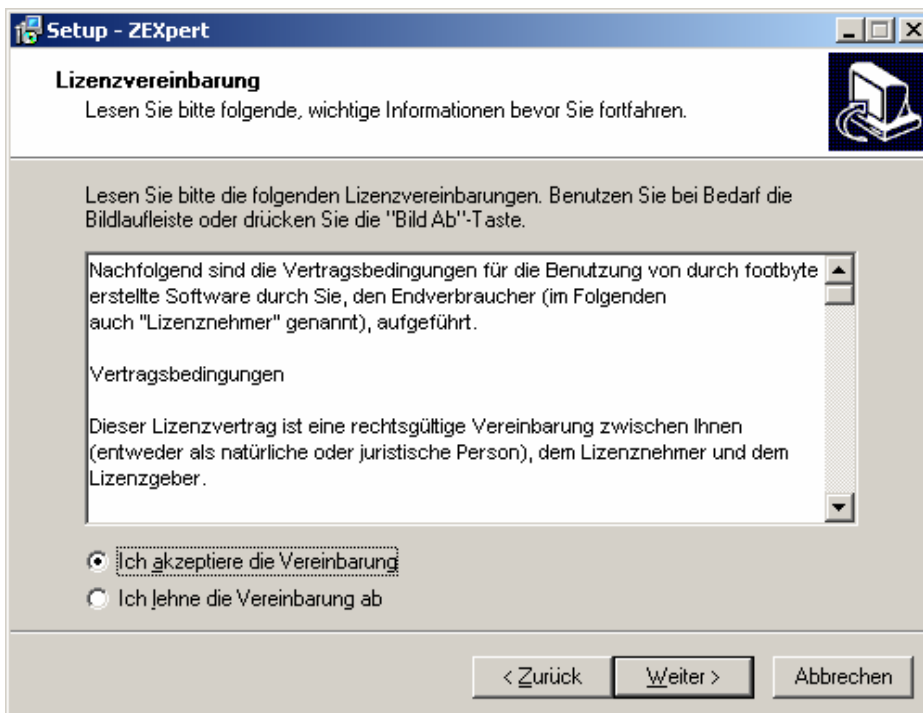 Setup - ZEXpert
Lizenzvereinbarung
Lesen Sie bitte folgende, wichtige Informationen bevor Sie fortfahren.
Lesen Sie bitte die folgenden Lizenzvereinbarungen. Benutzen Sie bei Bedarf die
Bildlaufleiste oder drücken Sie die "Bild Ab"-Taste.
Nachfolgend sind die Vertragsbedingungen für die Benutzung von durch footbyte
erstellte Software durch Sie, den Endverbraucher (im Folgenden
auch "Lizenznehmer" genannt), aufgeführt.
Vertragsbedingungen
Dieser Lizenzvertrag ist eine rechtsgültige Vereinbarung zwischen Ihnen
(entweder als natürliche oder juristische Person), dem Lizenznehmer und dem
Lizenzgeber.
Ich akzeptiere die Vereinbarung
Ich lehne die Vereinbarung ab
< Zurück Weiter > Abbrechen